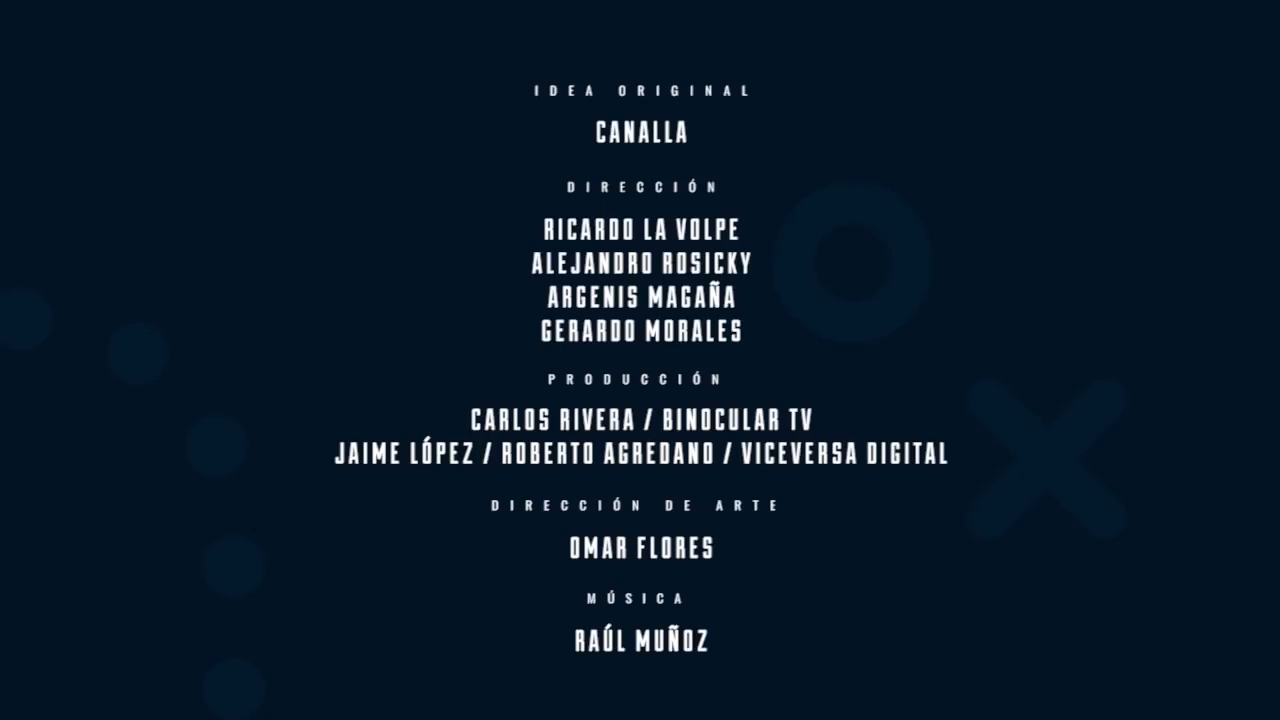 IDEA ORIGINAL
CANALLA
DIRECCIÓN
RICARDO LA VOLPE
ALEJANDRO ROSICKY
ARGENIS MAGAÑA
GERARDO MORALES
PRODUCCIÓN
CARLOS RIVERA / BINOCULAR TV
JAIME LÓPEZ / ROBERTO AGREDANO / VICEVERSA DIGITAL
DIRECCIÓN DE ARTE
OMAR FLORES
MÚSICA
RAÚL MUÑOZ